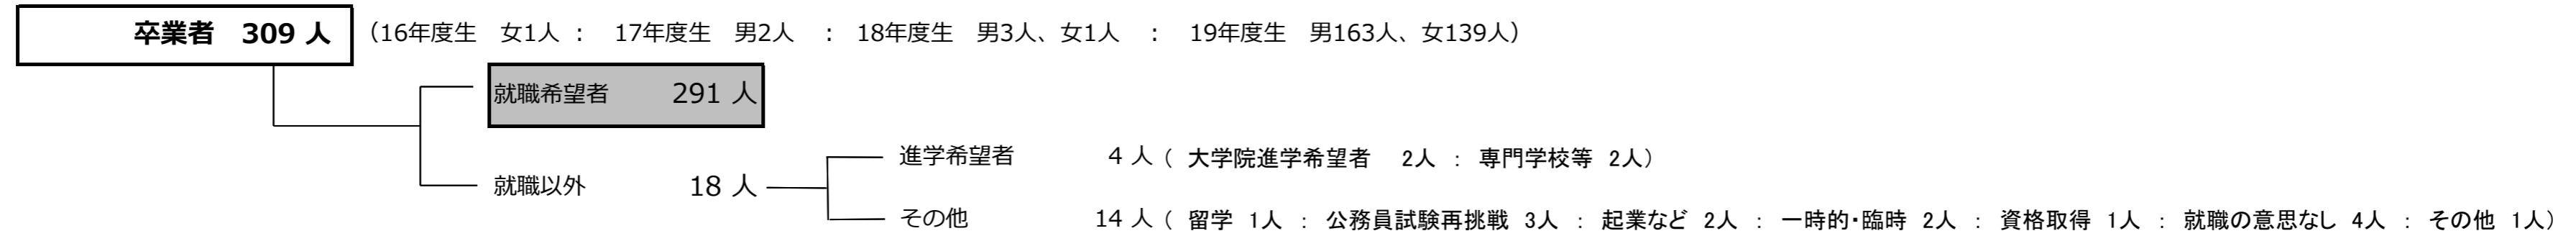 卒業者　309 人 （16年度生　女1人 ：　17年度生　男2人　：　18年度生　男3人、女1人　：　19年度生　男163人、女139人）
就職希望者　291 人
進学希望者　4 人（ 大学院進学希望者　2人 ： 専門学校等 2人）
就職以外　18 人
その他　14 人（ 留学 1人 ： 公務員試験再挑戦 3人 ： 起業など 2人 ： 一時的・臨時 2人 ： 資格取得 1人 ： 就職の意思なし 4人 ： その他 1人）